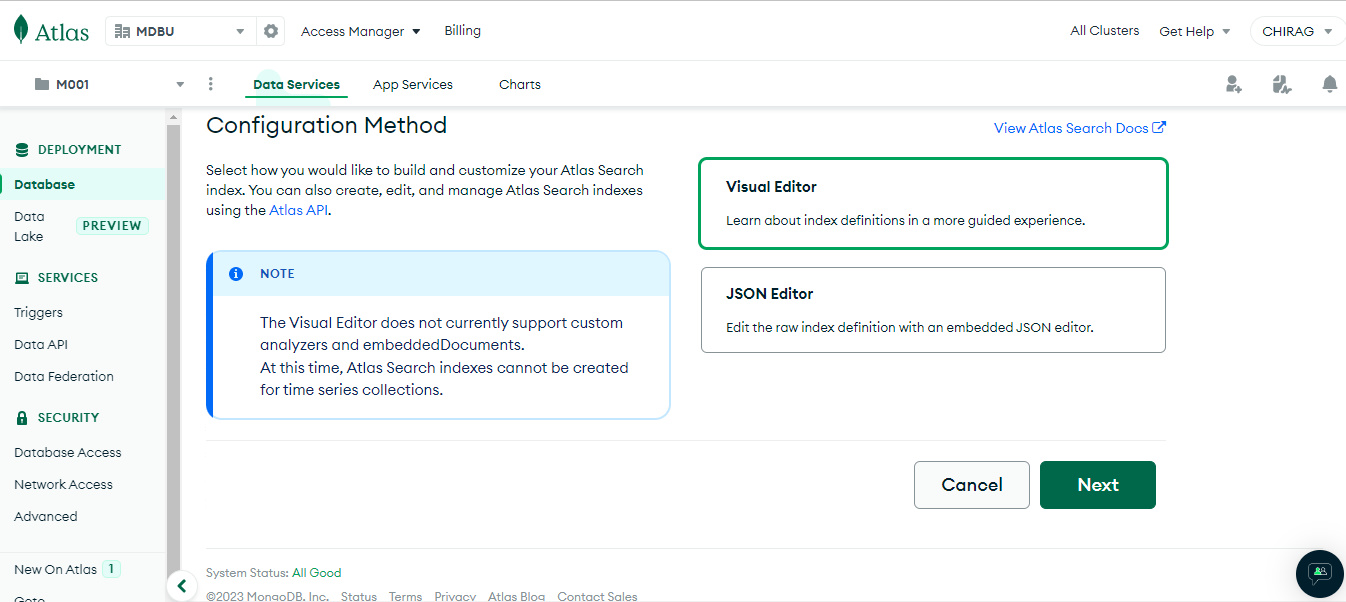 Atlas
MDBU
Access Manager
Billing
All Clusters
Get Help
CHIRAG
M001
Data Services
App Services
Charts
DEPLOYMENT
Database
Data
Lake
PREVIEW
SERVICES
Triggers
Data API
Data Federation
SECURITY
Database Access
Network Access
Advanced
New On Atlas 1
Goto
Configuration Method
View Atlas Search Docs
Select how you would like to build and customize your Atlas Search
index. You can also create, edit, and manage Atlas Search indexes
using the Atlas API.
NOTE
The Visual Editor does not currently support custom
analyzers and embeddedDocuments.
At this time, Atlas Search indexes cannot be created
for time series collections.
Visual Editor
Learn about index definitions in a more guided experience.
JSON Editor
Edit the raw index definition with an embedded JSON editor.
Cancel
Next
System Status: All Good
©2023 MongoDB, Inc. Status Terms Privacy Atlas Blog Contact Sales